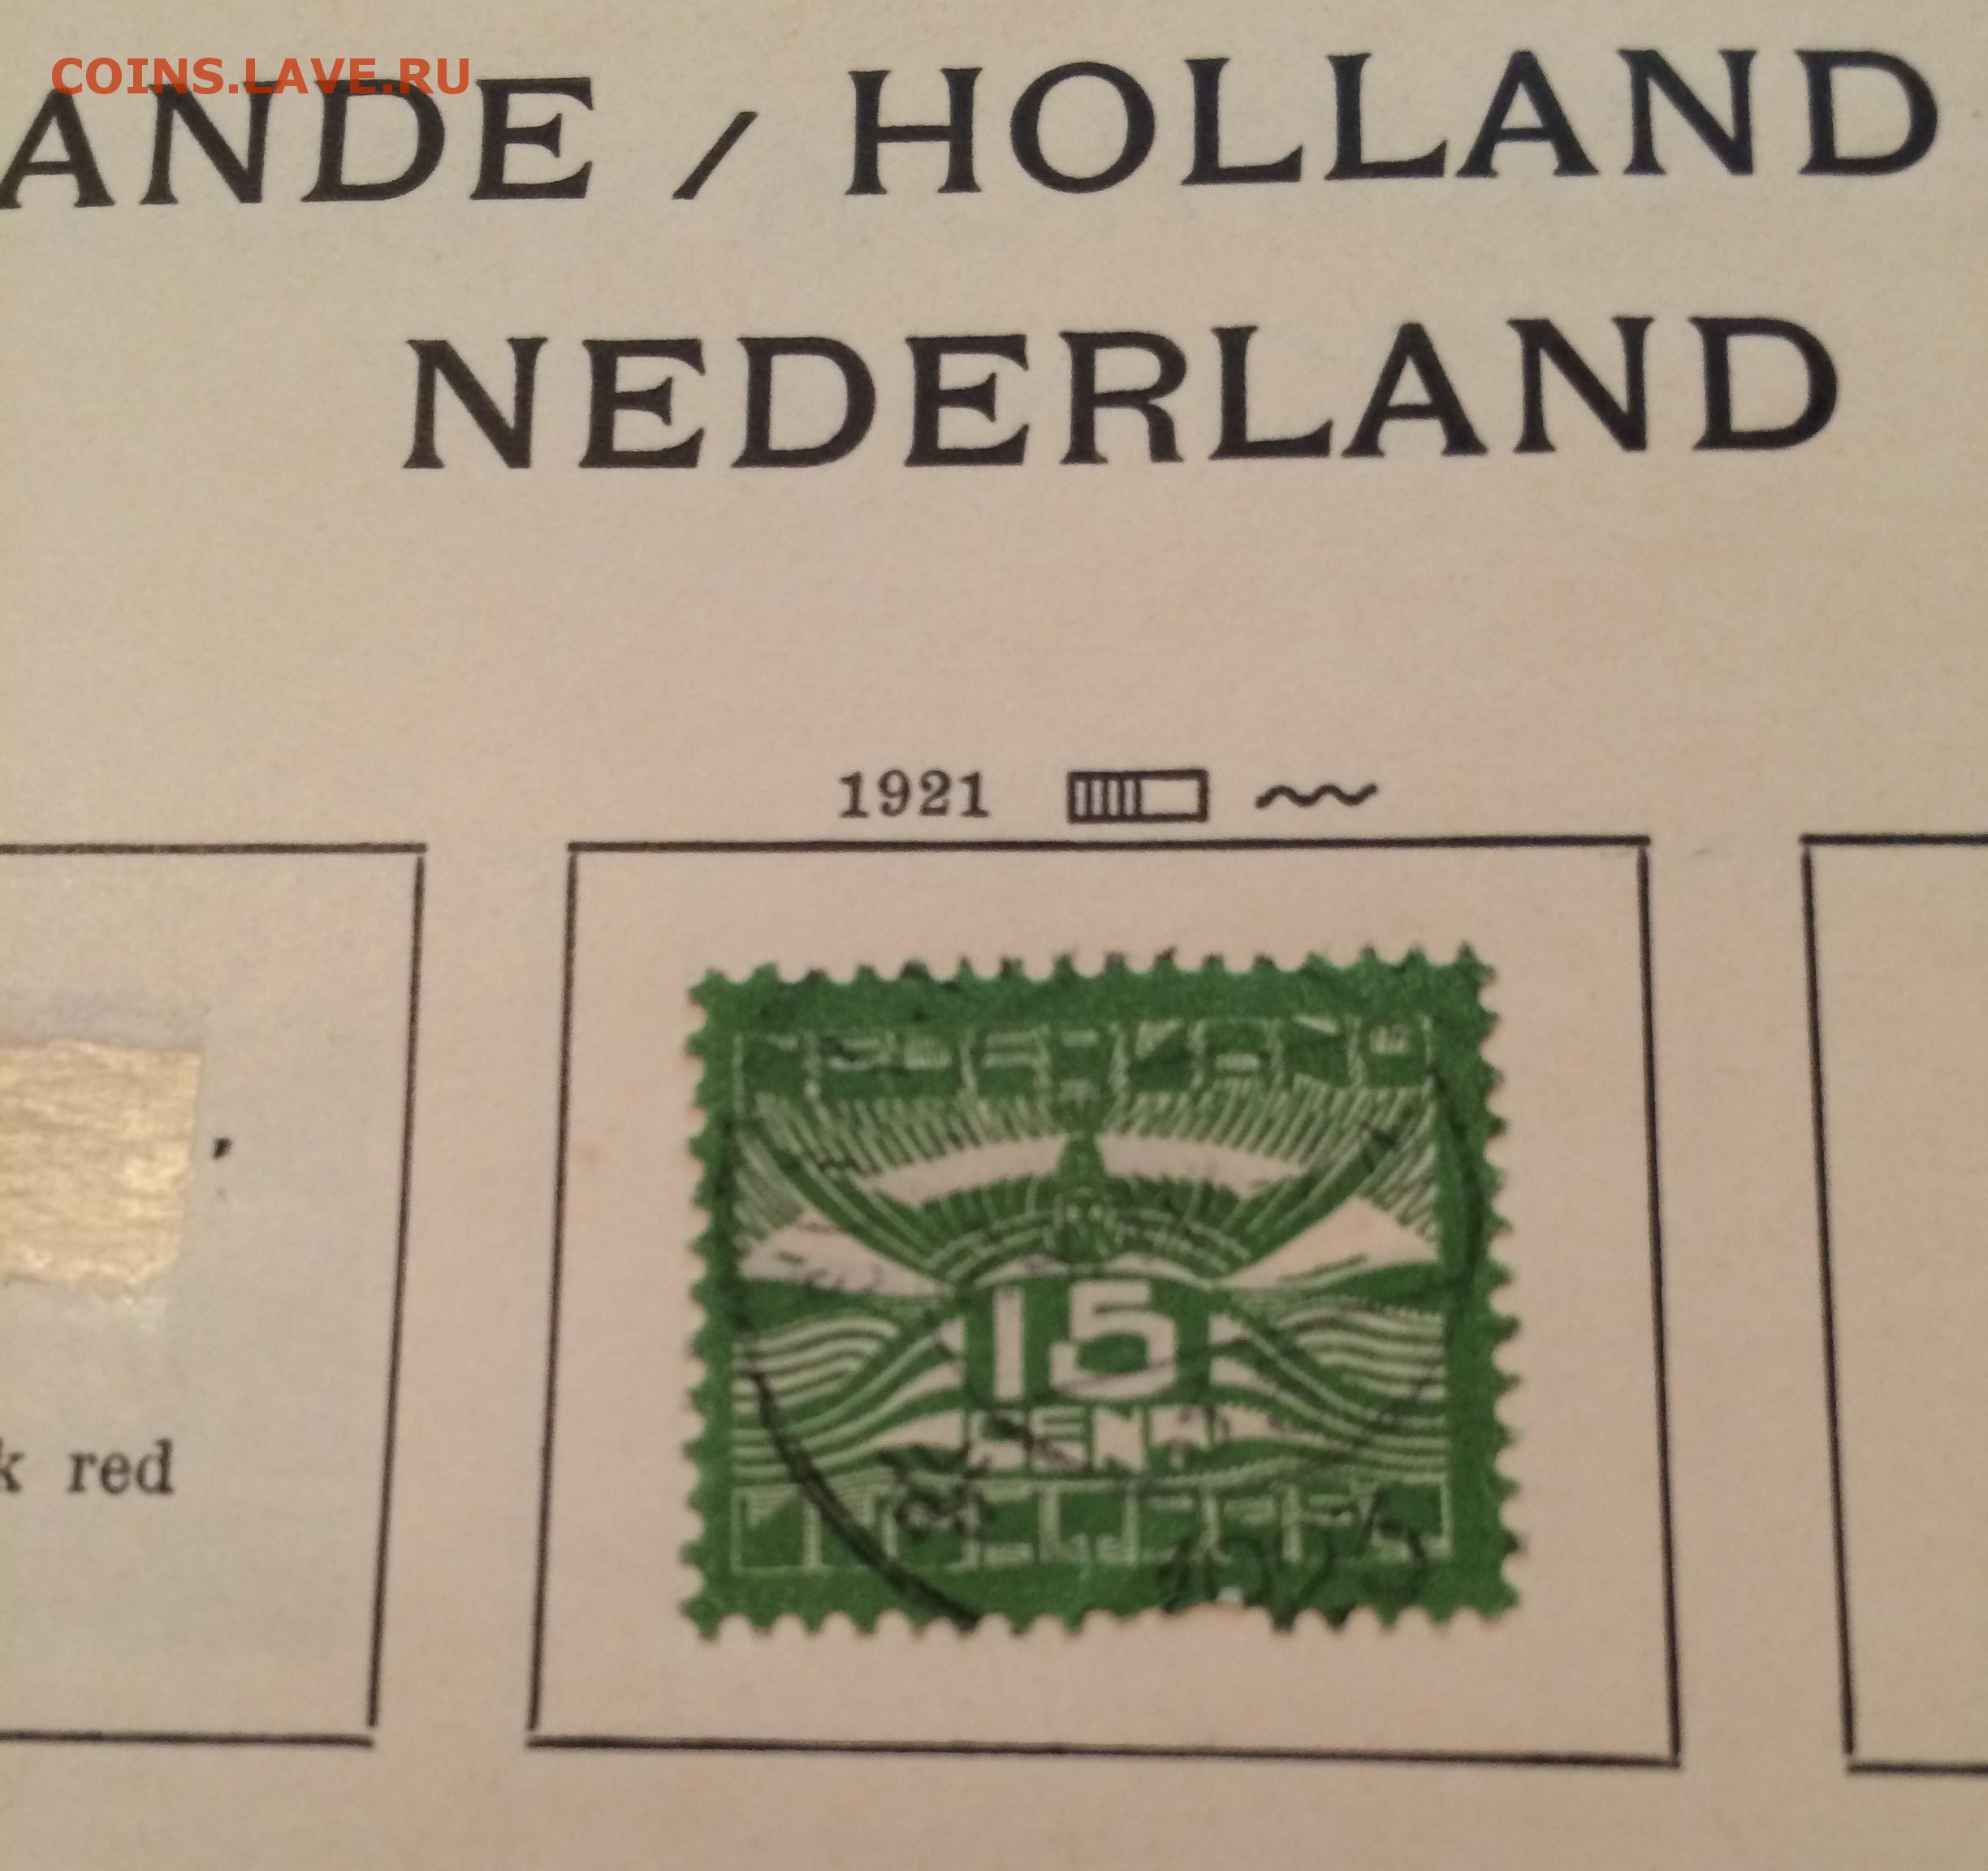 COINS.LAVE.RU
ANDE / HOLLAND
NEDERLAND
1921
,
k red
15
CENT